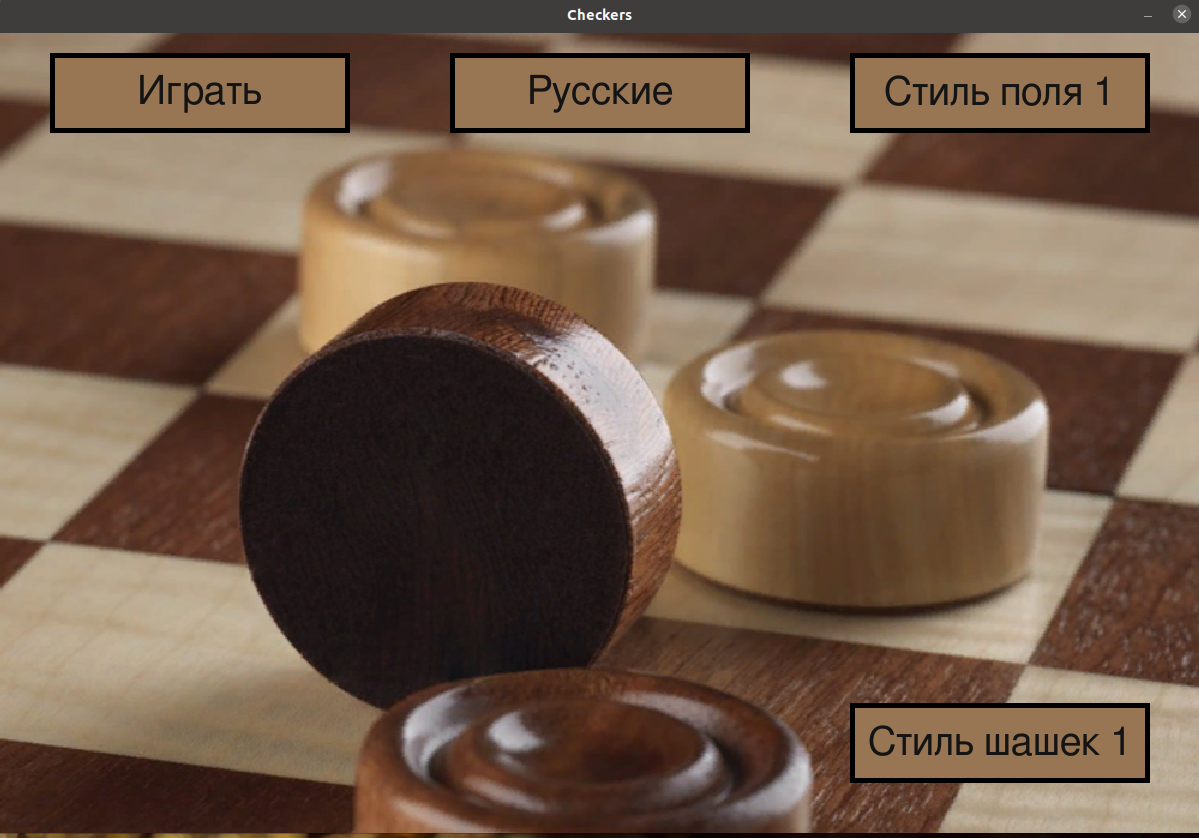 Checkers
Играть
Русские
Стиль поля 1
Стиль шашек 1